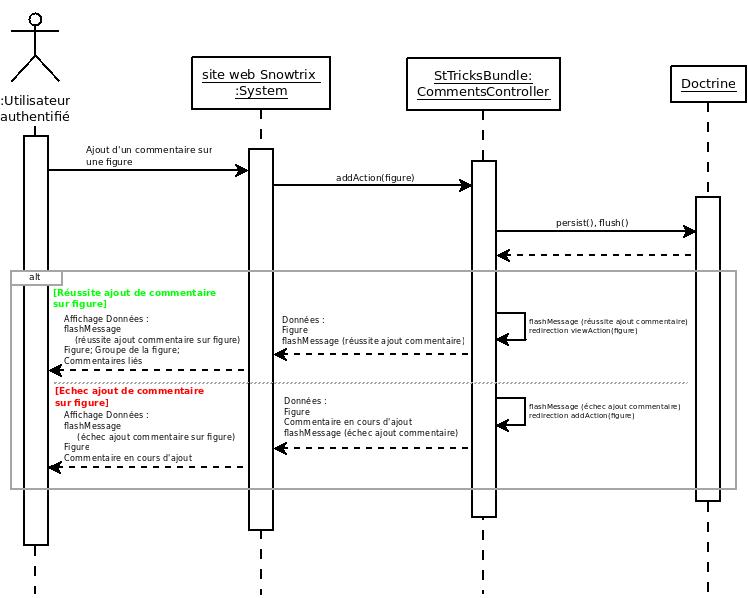 :Utilisateur
authentifié
site web Snowtrix
:System
StTricksBundle:
CommentsController
Doctrine
Ajout d'un commentaire sur
une figure
addAction(figure)
persist(), flush()
alt
[Réussite ajout de commentaire
sur figure]
Affichage Données :
flashMessage
(réussite ajout commentaire sur figure)
Figure; Groupe de la figure;
Commentaires liés
Données :
Figure
flashMessage (réussite ajout commentaire)
flashMessage (réussite ajout commentaire)
redirection viewAction(figure)
[Echec ajout de commentaire
sur figure]
Affichage Données :
flashMessage
(échec ajout commentaire sur figure)
Figure
Commentaire en cours d'ajout
Données :
Figure
Commentaire en cours d'ajout
flashMessage (échec ajout commentaire)
flashMessage (échec ajout commentaire)
redirection addAction(figure)